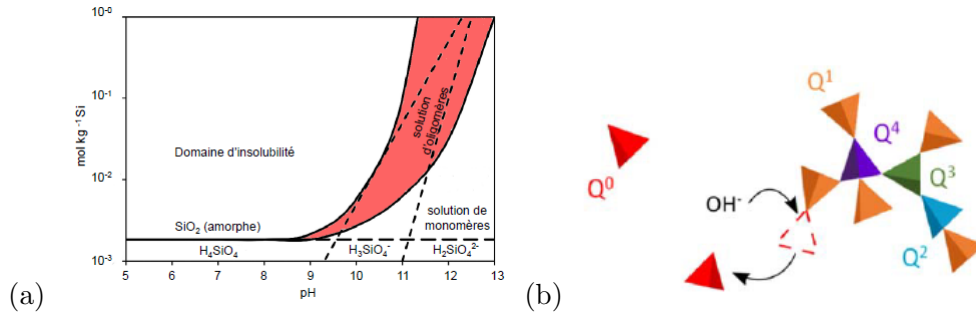 10⁻⁰
10⁻¹
10⁻²
10⁻³
mol kg⁻¹ Si
Domaine d'insolubilité
solution
d'oligomères
SiO₂ (amorphe)
solution de
monomères
H₄SiO₄
H₃SiO₄⁻
H₂SiO₄²⁻
5 6 7 8 9 10 11 12 13
pH
(a)
Q¹
Q⁴
Q⁰
Q³
OH⁻
Q²
(b)